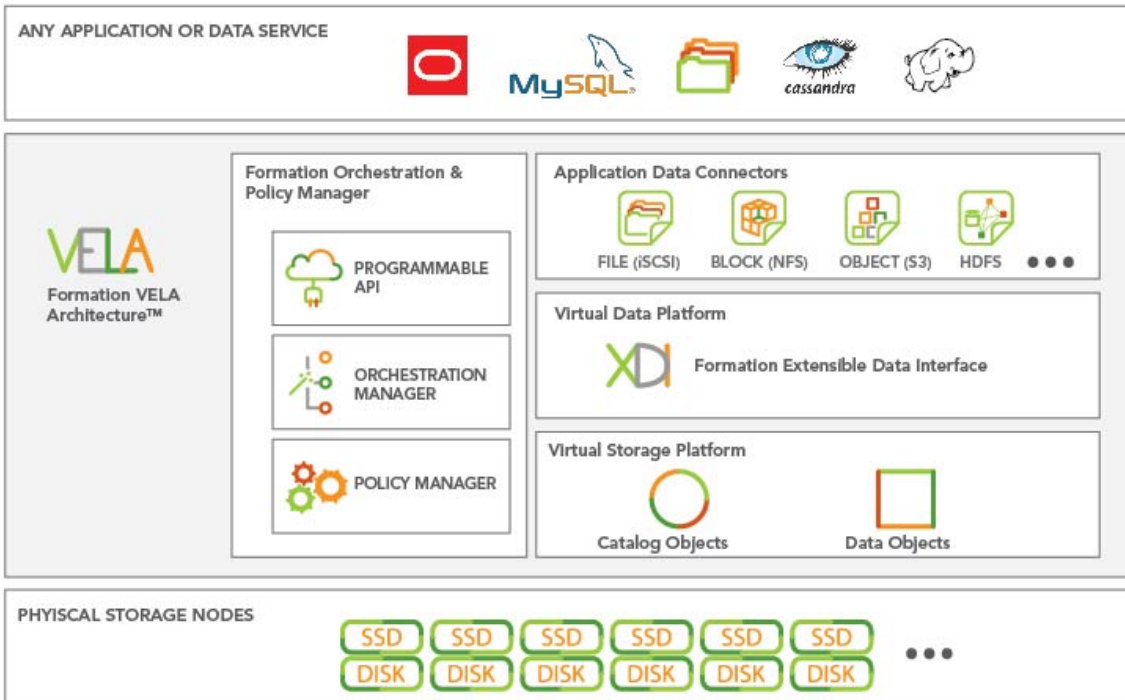 ANY APPLICATION OR DATA SERVICE
MySQL®
cassandra
VELA
Formation VELA
Architecture™
Formation Orchestration &
Policy Manager
PROGRAMMABLE
API
ORCHESTRATION
MANAGER
POLICY MANAGER
Application Data Connectors
FILE (iSCSI) BLOCK (NFS) OBJECT (S3) HDFS
Virtual Data Platform
XDI Formation Extensible Data Interface
Virtual Storage Platform
Catalog Objects Data Objects
PHYISCAL STORAGE NODES
SSD SSD SSD SSD SSD SSD
DISK DISK DISK DISK DISK DISK